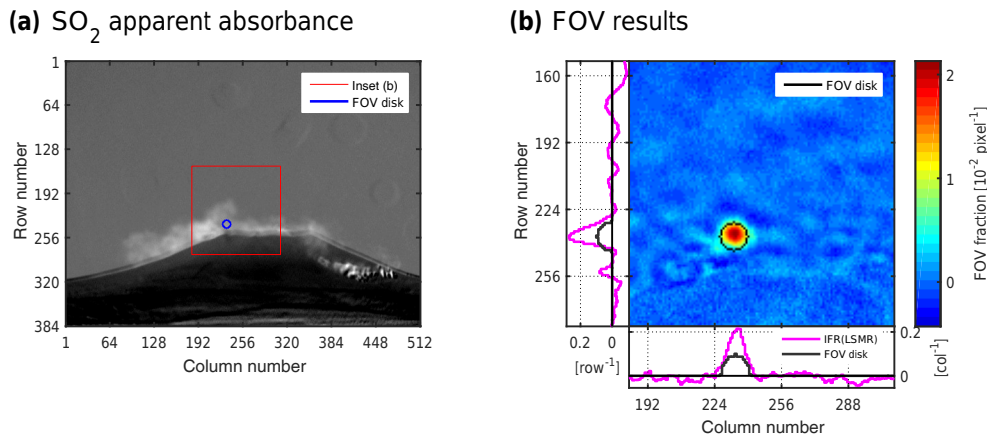 (a) SO2 apparent absorbance
1
64
128
192
256
320
384
Row number
Inset (b)
FOV disk
1 64 128 192 256 320 384 448 512
Column number
(b) FOV results
160
192
224
256
Row number
FOV disk
2
1
0
FOV fraction [10-2 pixel-1]
0.2 0
[row-1]
IFR(LSMR)
FOV disk
0.2
0
[col-1]
192 224 256 288
Column number